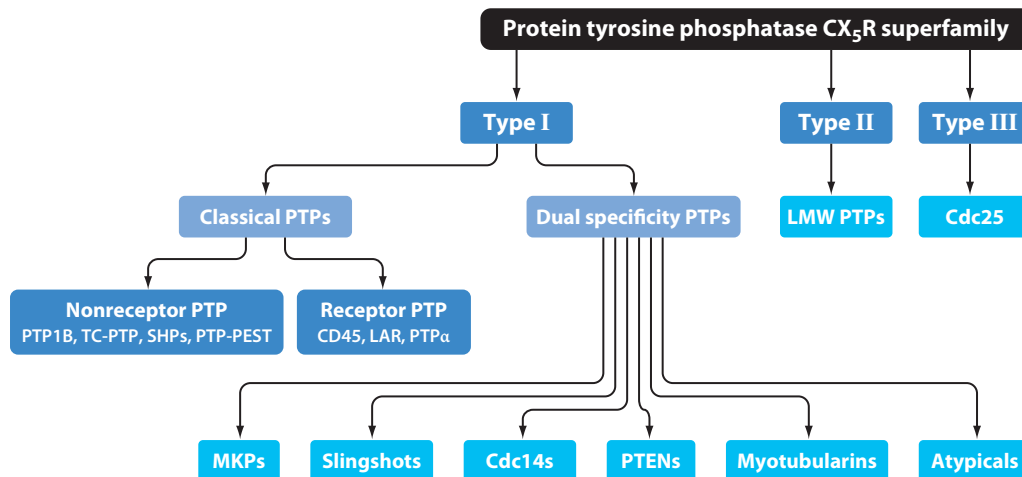 Protein tyrosine phosphatase CX₅R superfamily
Type I
Type II
Type III
Classical PTPs
Dual specificity PTPs
LMW PTPs
Cdc25
Nonreceptor PTP
PTP1B, TC-PTP, SHPs, PTP-PEST
Receptor PTP
CD45, LAR, PTPα
MKPs
Slingshots
Cdc14s
PTENs
Myotubularins
Atypicals